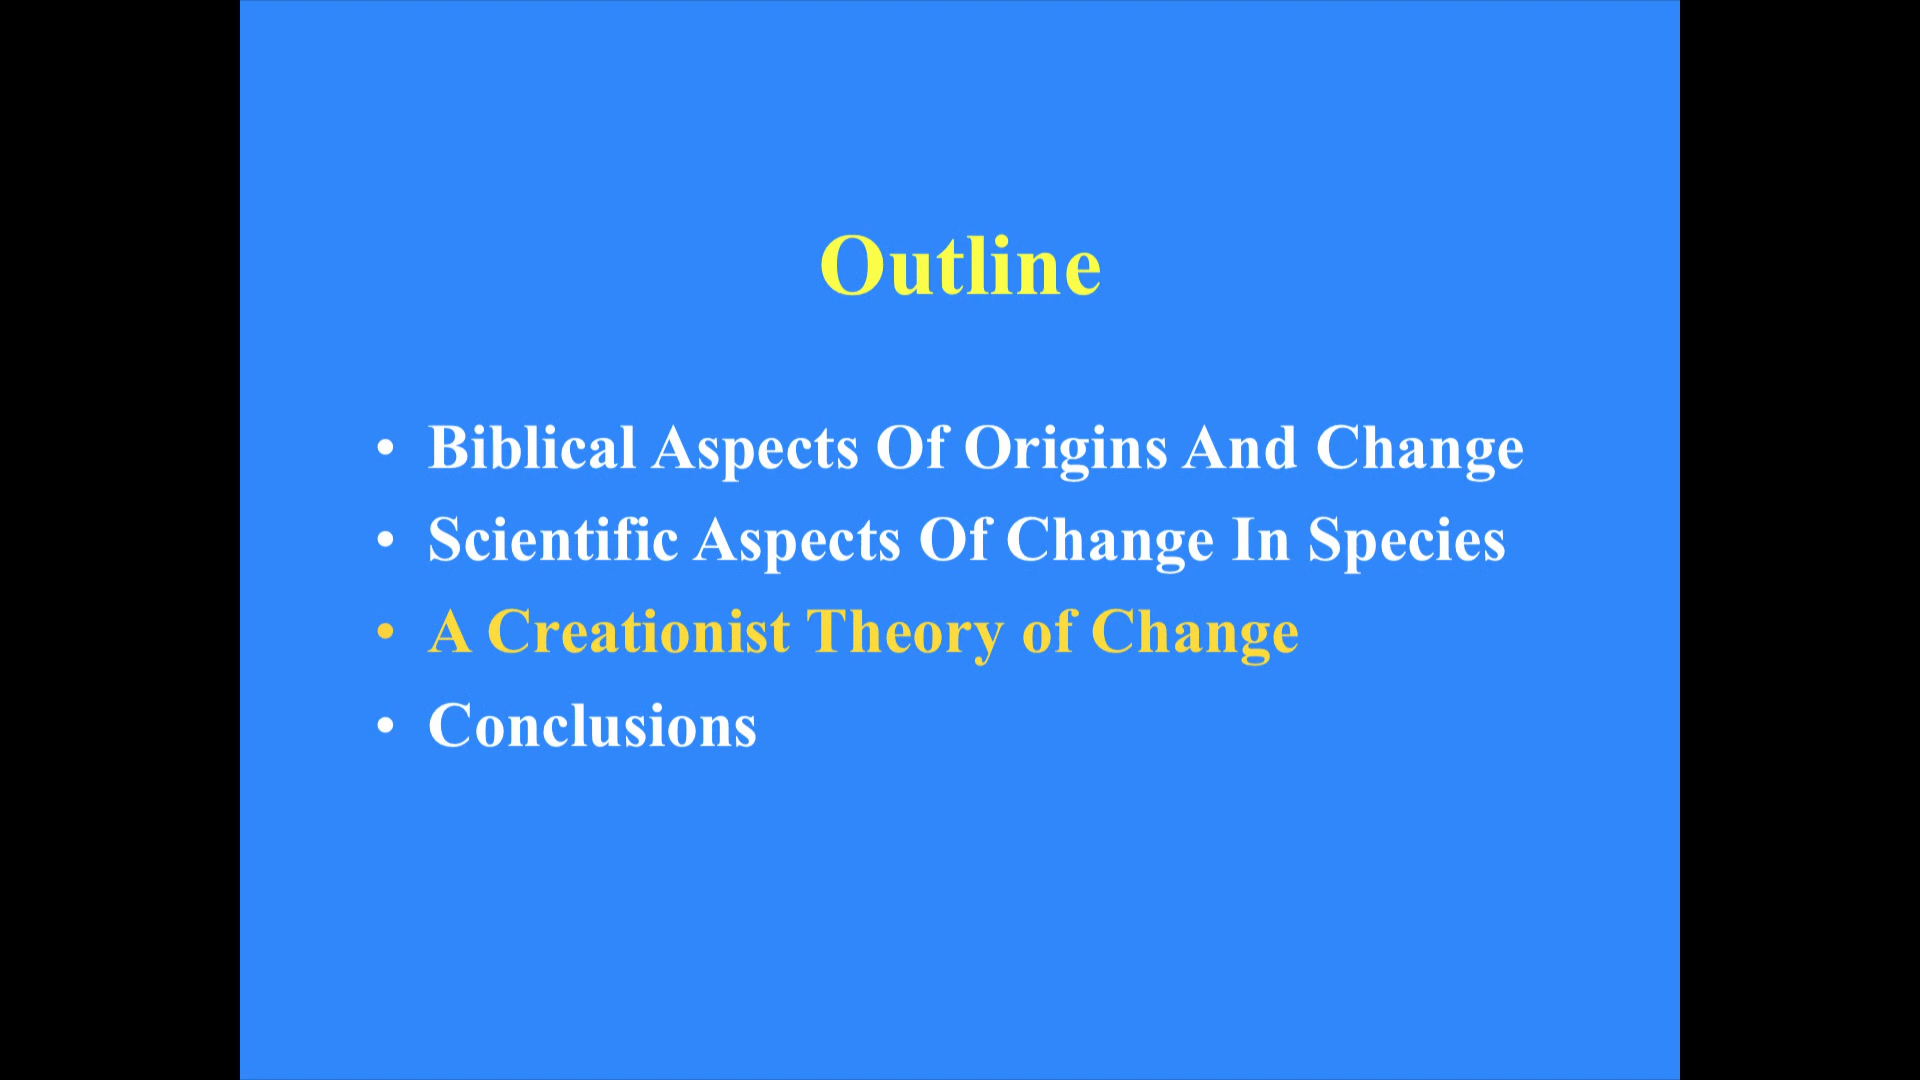 Outline
• Biblical Aspects Of Origins And Change
• Scientific Aspects Of Change In Species
• A Creationist Theory of Change
• Conclusions